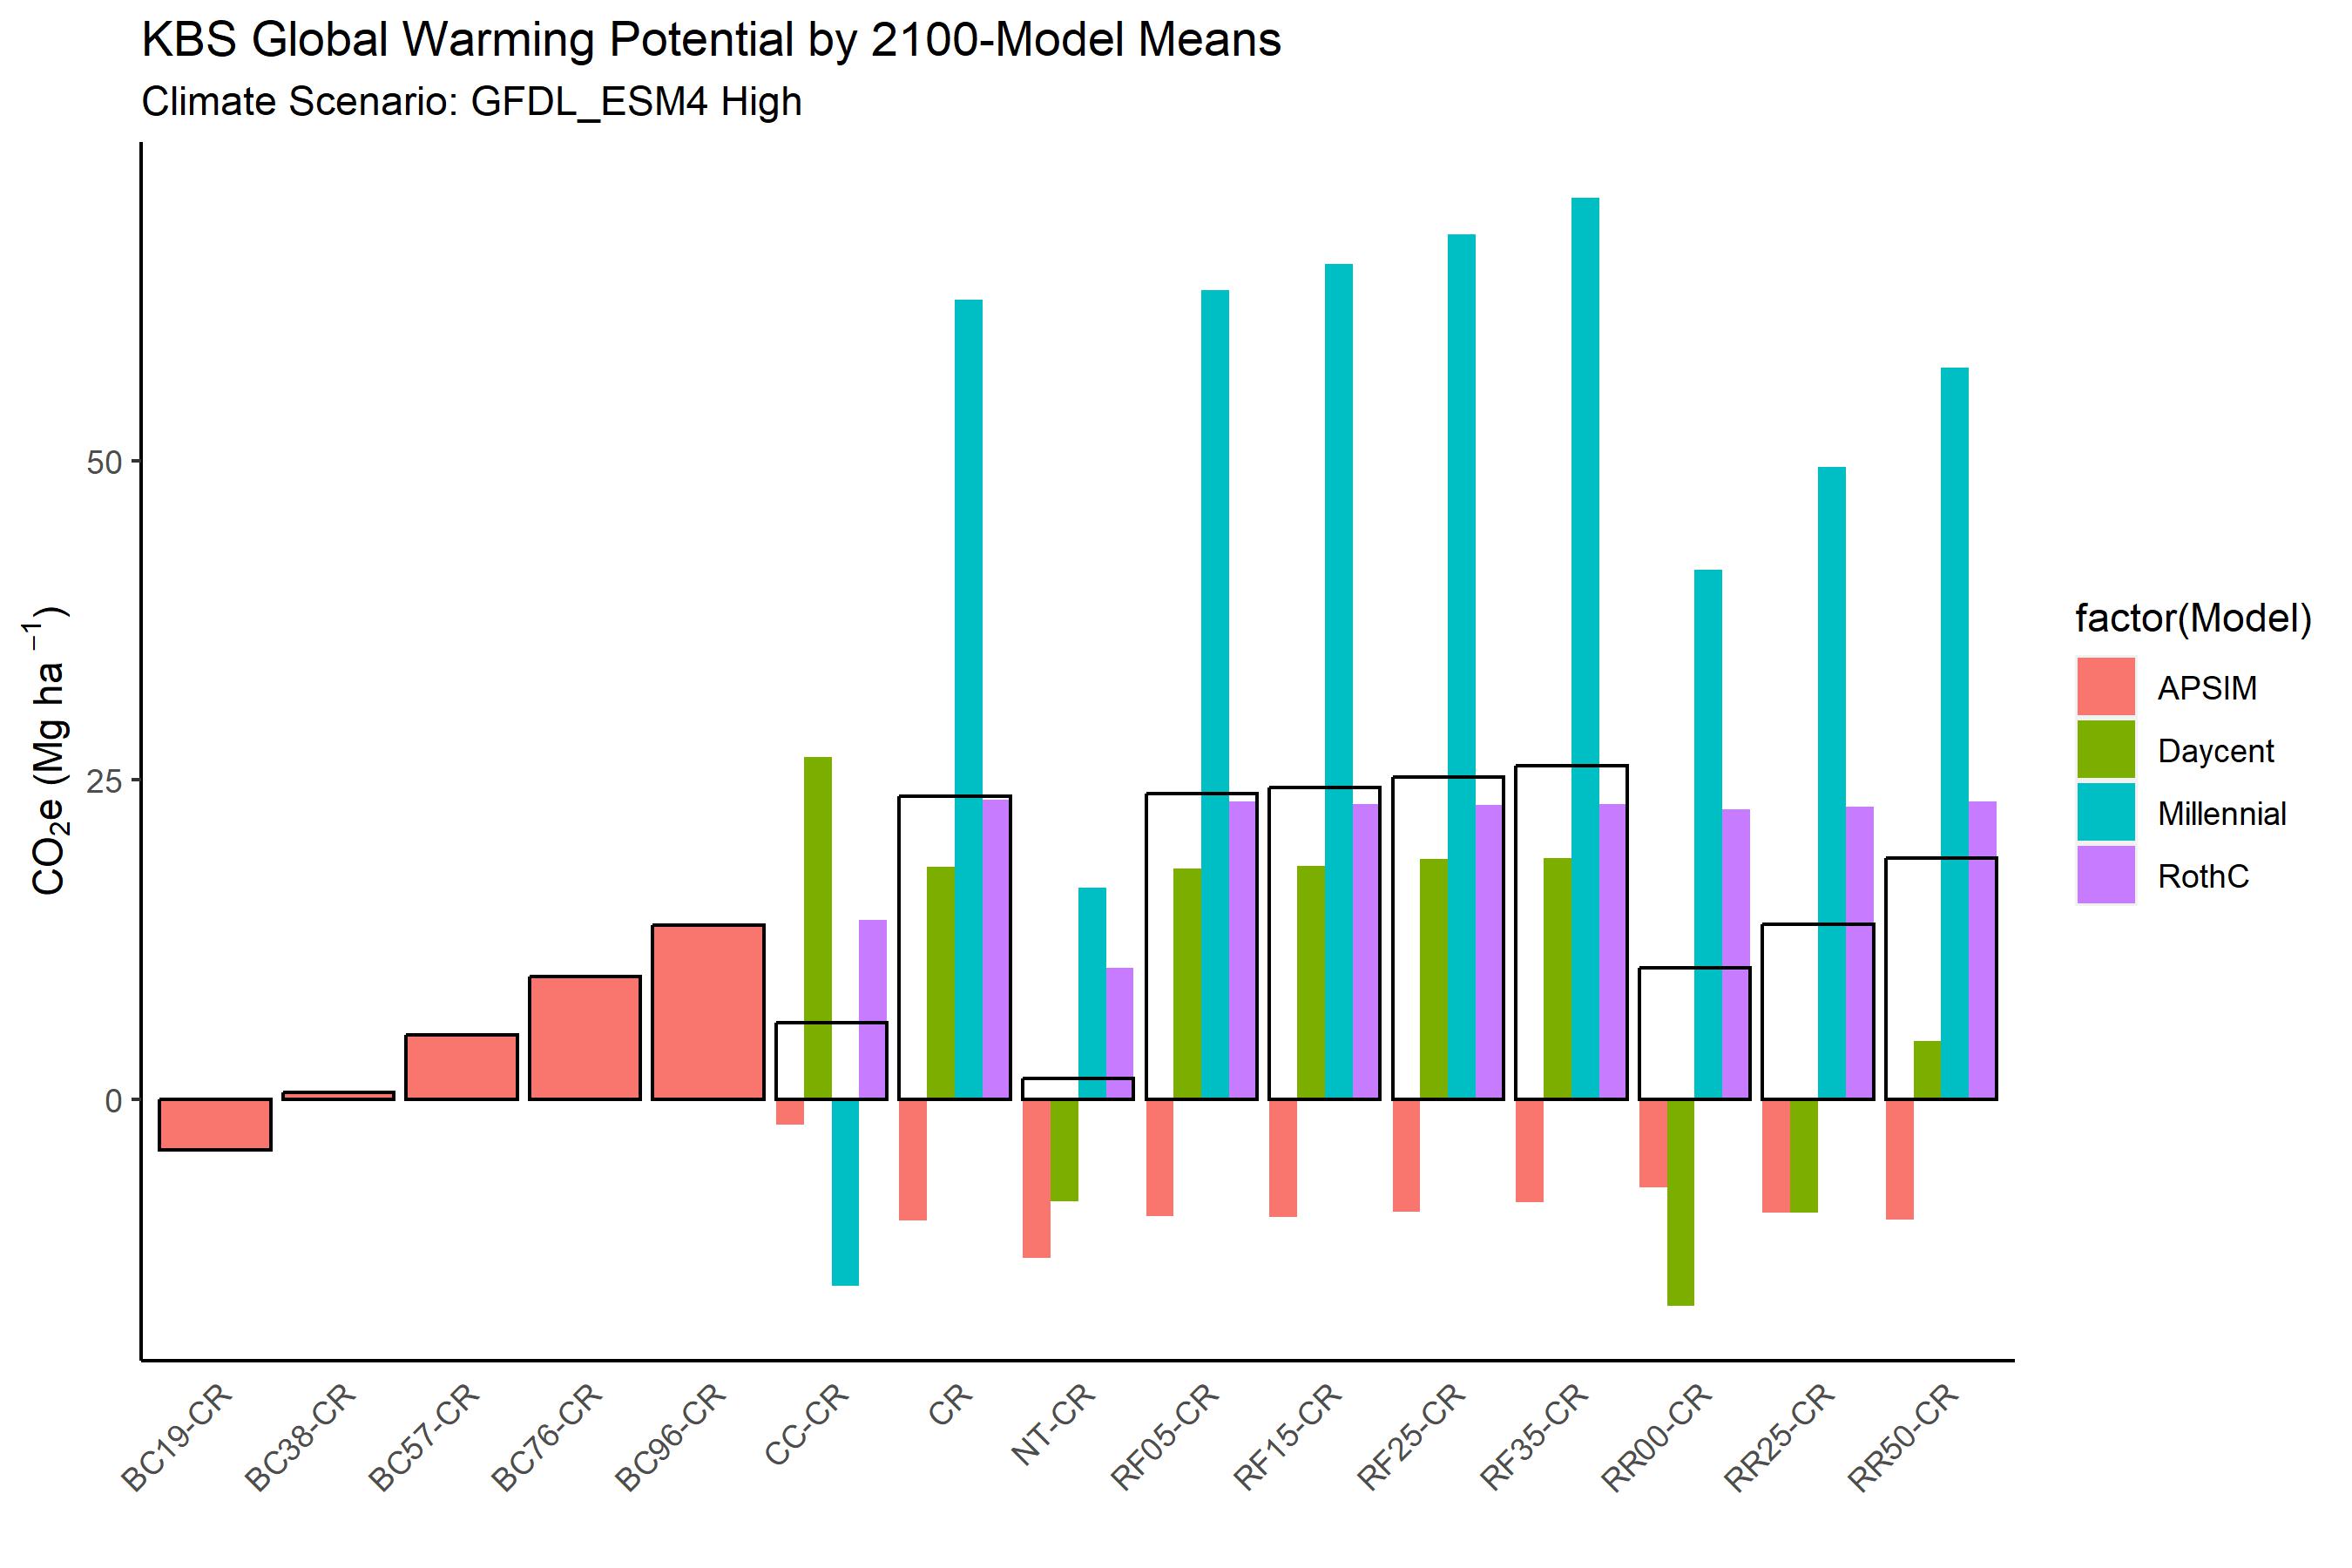 KBS Global Warming Potential by 2100-Model Means
Climate Scenario: GFDL_ESM4 High
CO₂e (Mg ha ⁻¹)
50
25
0
BC19-CR
BC38-CR
BC57-CR
BC76-CR
BC96-CR
CC-CR
CR
NT-CR
RF05-CR
RF15-CR
RF25-CR
RF35-CR
RR00-CR
RR25-CR
RR50-CR
factor(Model)
APSIM
Daycent
Millennial
RothC